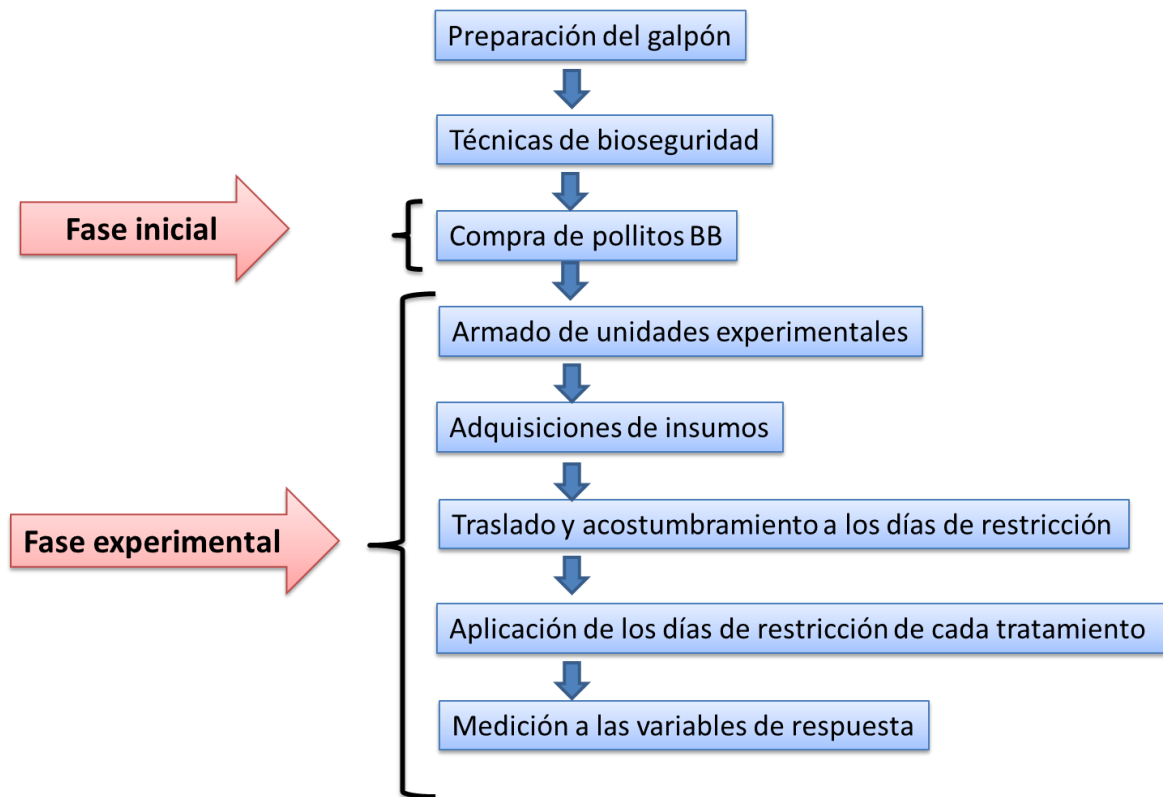 Preparación del galpón
Técnicas de bioseguridad
Fase inicial
Compra de pollitos BB
Armado de unidades experimentales
Adquisiciones de insumos
Traslado y acostumbramiento a los días de restricción
Fase experimental
Aplicación de los días de restricción de cada tratamiento
Medición a las variables de respuesta